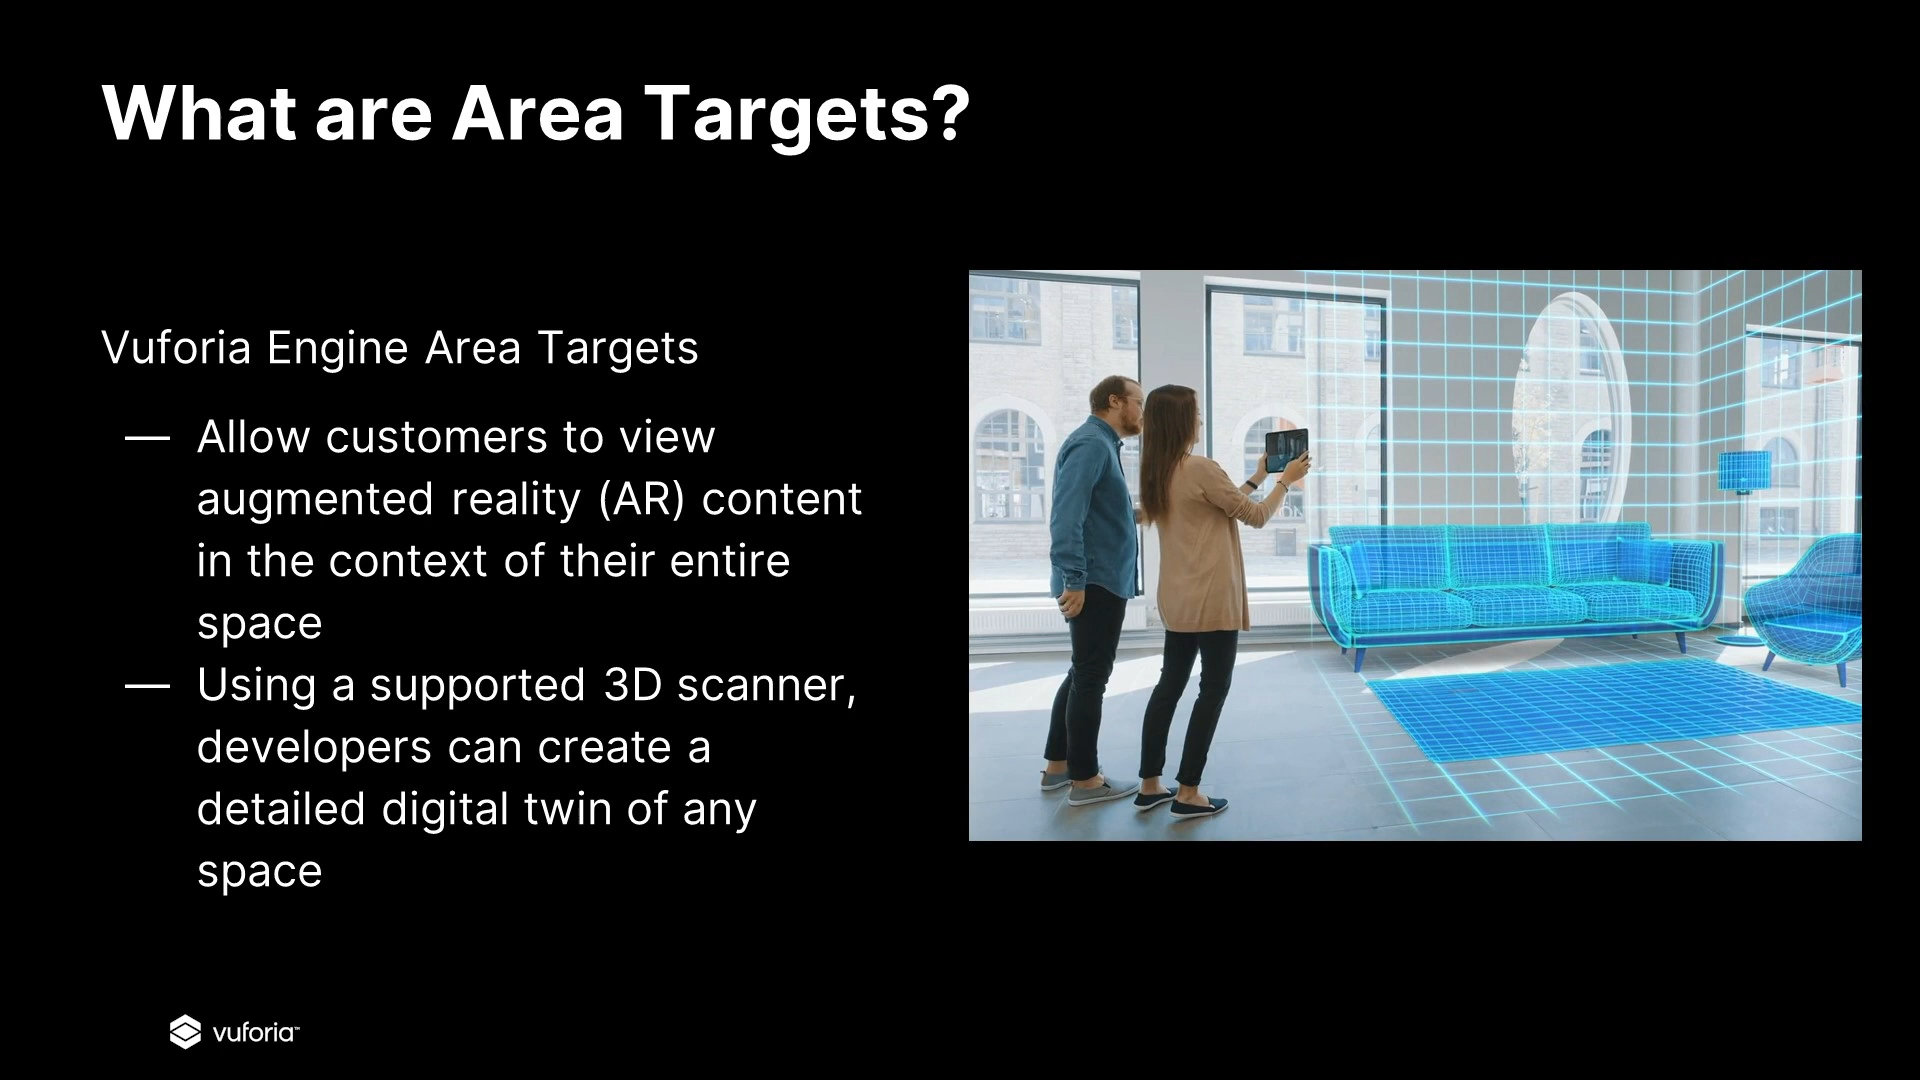 What are Area Targets?
Vuforia Engine Area Targets
— Allow customers to view
augmented reality (AR) content
in the context of their entire
space
— Using a supported 3D scanner,
developers can create a
detailed digital twin of any
space
vuforia™